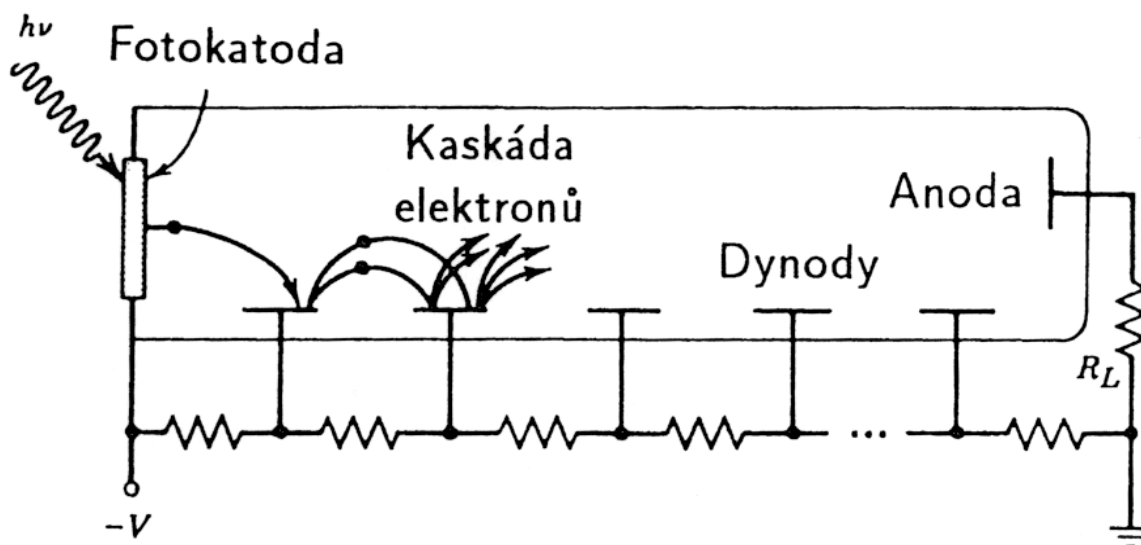 hν
Fotokatoda
Kaskáda
elektronů
Anoda
Dynody
R_L
...
-V